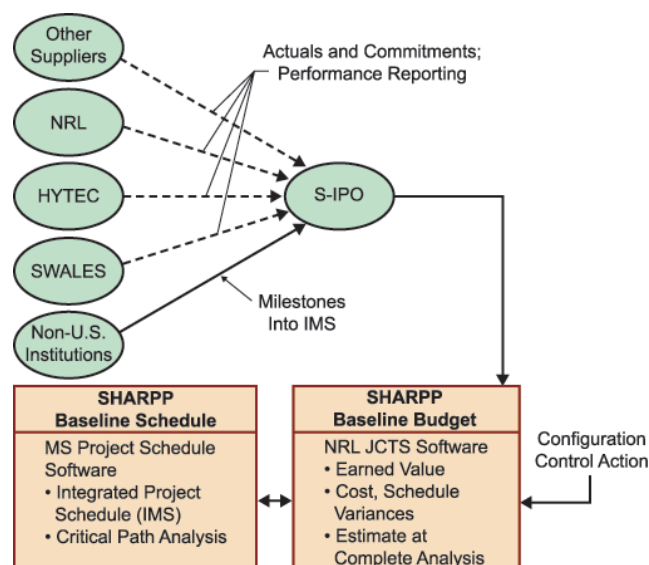 Other
Suppliers
Actuals and Commitments;
Performance Reporting
NRL
HYTEC
S-IPO
SWALES
Milestones
Into IMS
Non-U.S.
Institutions
SHARPP
Baseline Schedule
MS Project Schedule
Software
• Integrated Project
Schedule (IMS)
• Critical Path Analysis
SHARPP
Baseline Budget
NRL JCTS Software
• Earned Value
• Cost, Schedule
Variances
• Estimate at
Complete Analysis
Configuration
Control Action